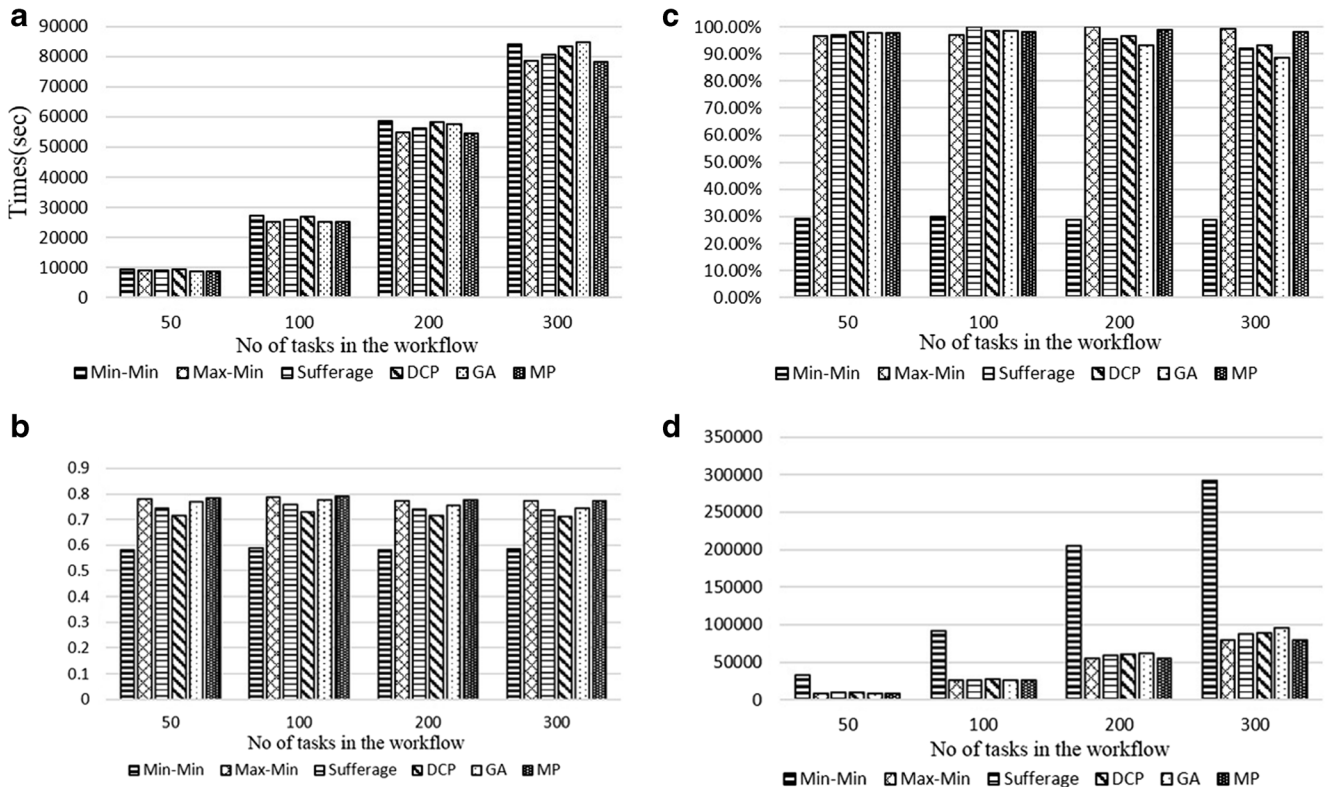 a
90000
80000
70000
60000
50000
40000
30000
20000
10000
0
Times(sec)
50 100 200 300
No of tasks in the workflow
Min-Min Max-Min Sufferage DCP GA MP
c
100.00%
90.00%
80.00%
70.00%
60.00%
50.00%
40.00%
30.00%
20.00%
10.00%
0.00%
50 100 200 300
No of tasks in the workflow
Min-Min Max-Min Sufferage DCP GA MP
b
0.9
0.8
0.7
0.6
0.5
0.4
0.3
0.2
0.1
0
50 100 200 300
No of tasks in the workflow
Min-Min Max-Min Sufferage DCP GA MP
d
350000
300000
250000
200000
150000
100000
50000
0
50 100 200 300
No of tasks in the workflow
Min-Min Max-Min Sufferage DCP GA MP